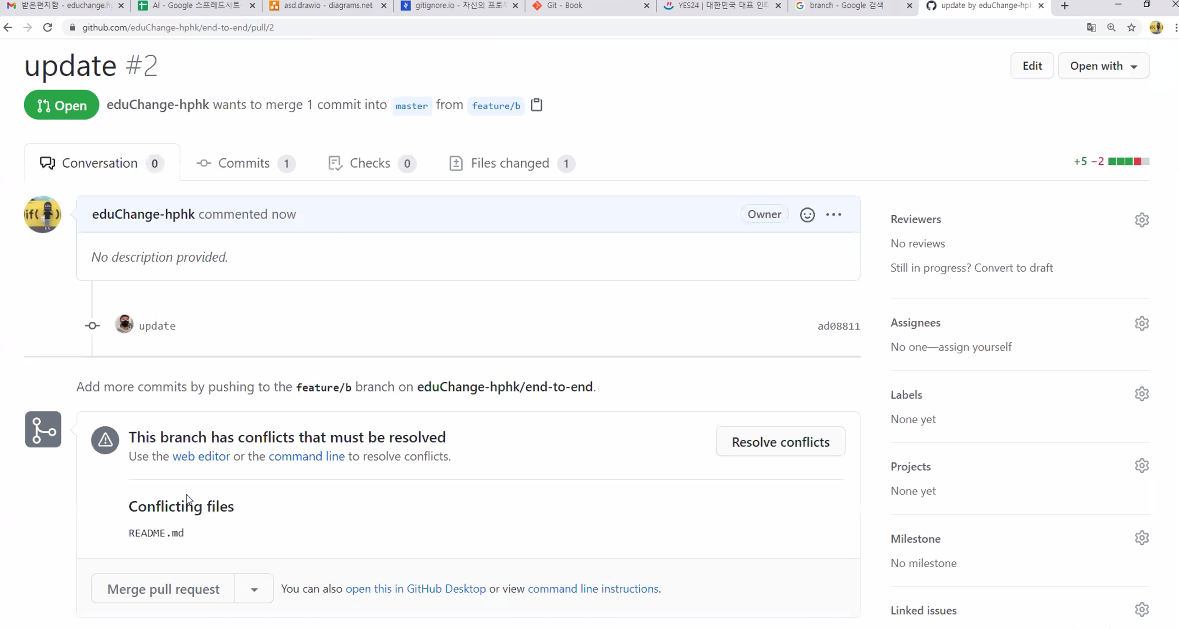 받은편지함 - educhange.h
AI - Google 스프레드시트
asd.drawio - diagrams.net
gitignore.io - 자신의 프로
Git - Book
YES24 | 대한민국 대표 인터
branch - Google 검색
update by eduChange-hph
github.com/eduChange-hphk/end-to-end/pull/2
update #2
Edit
Open with
Open
eduChange-hphk wants to merge 1 commit into master from feature/b
Conversation 0
Commits 1
Checks 0
Files changed 1
+5 −2
if( )
eduChange-hphk commented now
Owner
No description provided.
update
ad08811
Add more commits by pushing to the feature/b branch on eduChange-hphk/end-to-end.
This branch has conflicts that must be resolved
Use the web editor or the command line to resolve conflicts.
Resolve conflicts
Conflicting files
README.md
Merge pull request
You can also open this in GitHub Desktop or view command line instructions.
Reviewers
No reviews
Still in progress? Convert to draft
Assignees
No one—assign yourself
Labels
None yet
Projects
None yet
Milestone
No milestone
Linked issues